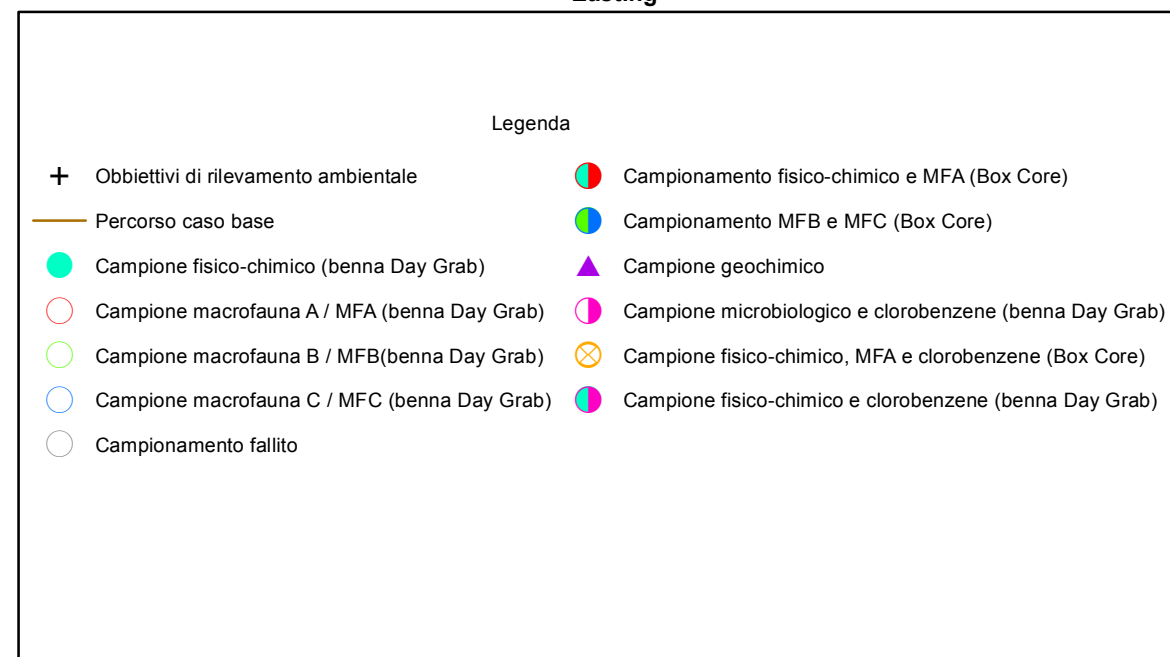 Easting
Legenda
Obbiettivi di rilevamento ambientale
Percorso caso base
Campione fisico-chimico (benna Day Grab)
Campione macrofauna A / MFA (benna Day Grab)
Campione macrofauna B / MFB(benna Day Grab)
Campione macrofauna C / MFC (benna Day Grab)
Campionamento fallito
Campionamento fisico-chimico e MFA (Box Core)
Campionamento MFB e MFC (Box Core)
Campione geochimico
Campione microbiologico e clorobenzene (benna Day Grab)
Campione fisico-chimico, MFA e clorobenzene (Box Core)
Campione fisico-chimico e clorobenzene (benna Day Grab)